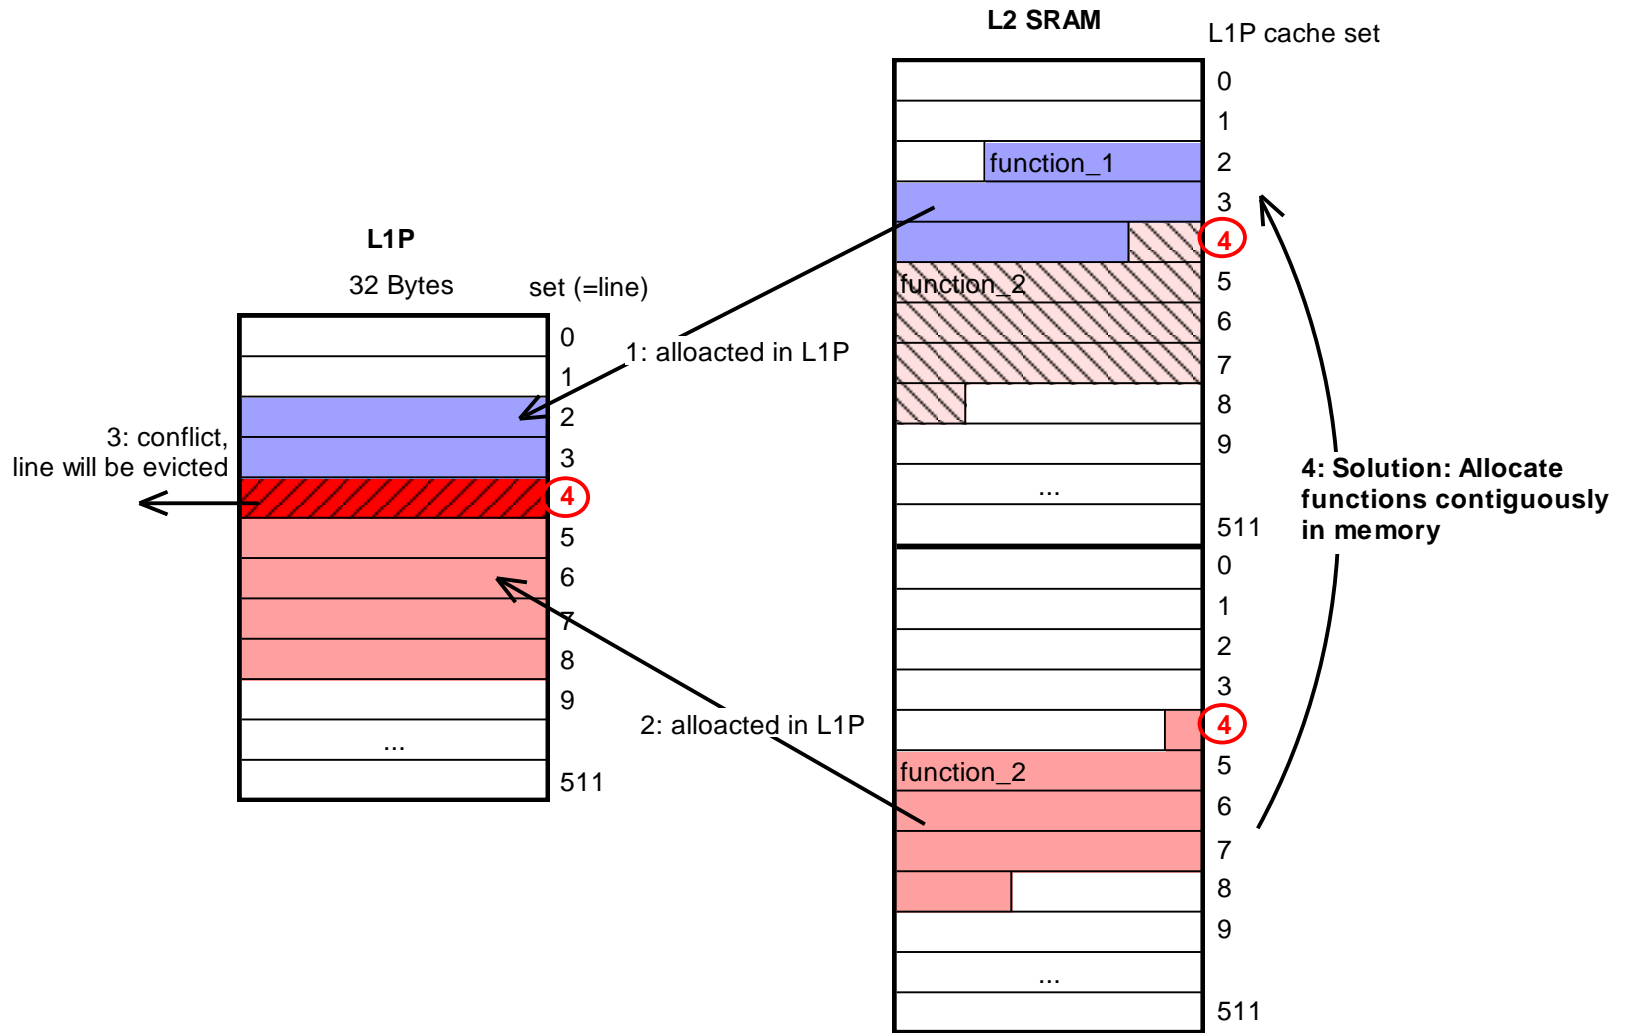 L2 SRAM
L1P cache set
0
1
function_1
2
3
4
function_2
5
6
7
8
9
...
511
0
1
2
3
4
function_2
5
6
7
8
9
...
511
L1P
32 Bytes
set (=line)
0
1
2
3
4
5
6
7
8
9
...
511
1: alloacted in L1P
2: alloacted in L1P
3: conflict,
line will be evicted
4: Solution: Allocate
functions contiguously
in memory